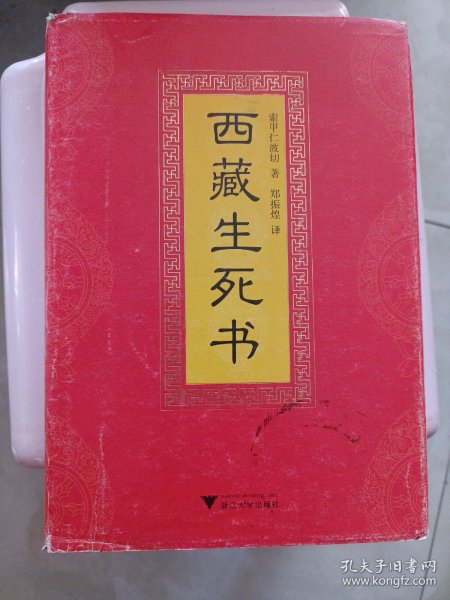 西藏生死书
索甲仁波切 著 郑振煌 译
浙江大学出版社
孔夫子旧书网
www.kongfz.com